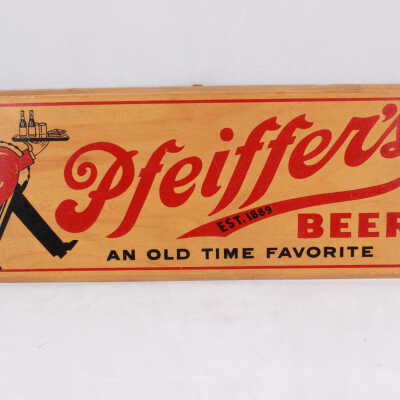 Pfeiffer's
EST. 1889
BEER
AN OLD TIME FAVORITE